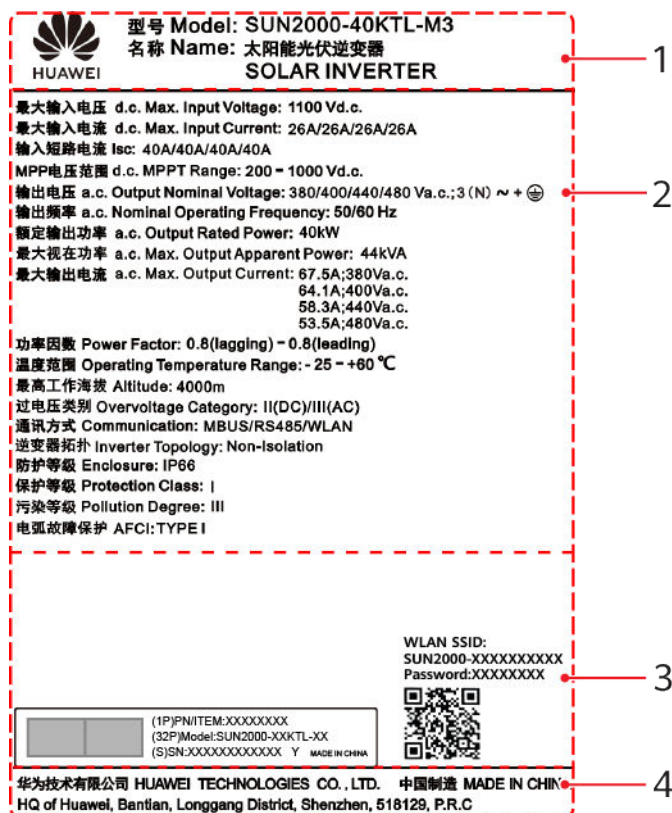 HUAWEI
型号 Model: SUN2000-40KTL-M3
名称 Name: 太阳能光伏逆变器
SOLAR INVERTER
1
最大输入电压 d.c. Max. Input Voltage: 1100 Vd.c.
最大输入电流 d.c. Max. Input Current: 26A/26A/26A/26A
输入短路电流 Isc: 40A/40A/40A/40A
MPP电压范围 d.c. MPPT Range: 200 - 1000 Vd.c.
输出电压 a.c. Output Nominal Voltage: 380/400/440/480 Va.c.;3 (N) ~ + ⏚
2
输出频率 a.c. Nominal Operating Frequency: 50/60 Hz
额定输出功率 a.c. Output Rated Power: 40kW
最大视在功率 a.c. Max. Output Apparent Power: 44kVA
最大输出电流 a.c. Max. Output Current: 67.5A;380Va.c.
64.1A;400Va.c.
58.3A;440Va.c.
53.5A;480Va.c.
功率因数 Power Factor: 0.8(lagging) - 0.8(leading)
温度范围 Operating Temperature Range: - 25 - +60 ℃
最高工作海拔 Altitude: 4000m
过电压类别 Overvoltage Category: II(DC)/III(AC)
通讯方式 Communication: MBUS/RS485/WLAN
逆变器拓扑 Inverter Topology: Non-Isolation
防护等级 Enclosure: IP66
保护等级 Protection Class: I
污染等级 Pollution Degree: III
电弧故障保护 AFCI:TYPE I
WLAN SSID:
SUN2000-XXXXXXXXXX
Password:XXXXXXXX
3
(1P)PN/ITEM:XXXXXXXX
(32P)Model:SUN2000-XXKTL-XX
(S)SN:XXXXXXXXXXXX Y MADE IN CHINA
华为技术有限公司 HUAWEI TECHNOLOGIES CO., LTD. 中国制造 MADE IN CHIN
4
HQ of Huawei, Bantian, Longgang District, Shenzhen, 518129, P.R.C